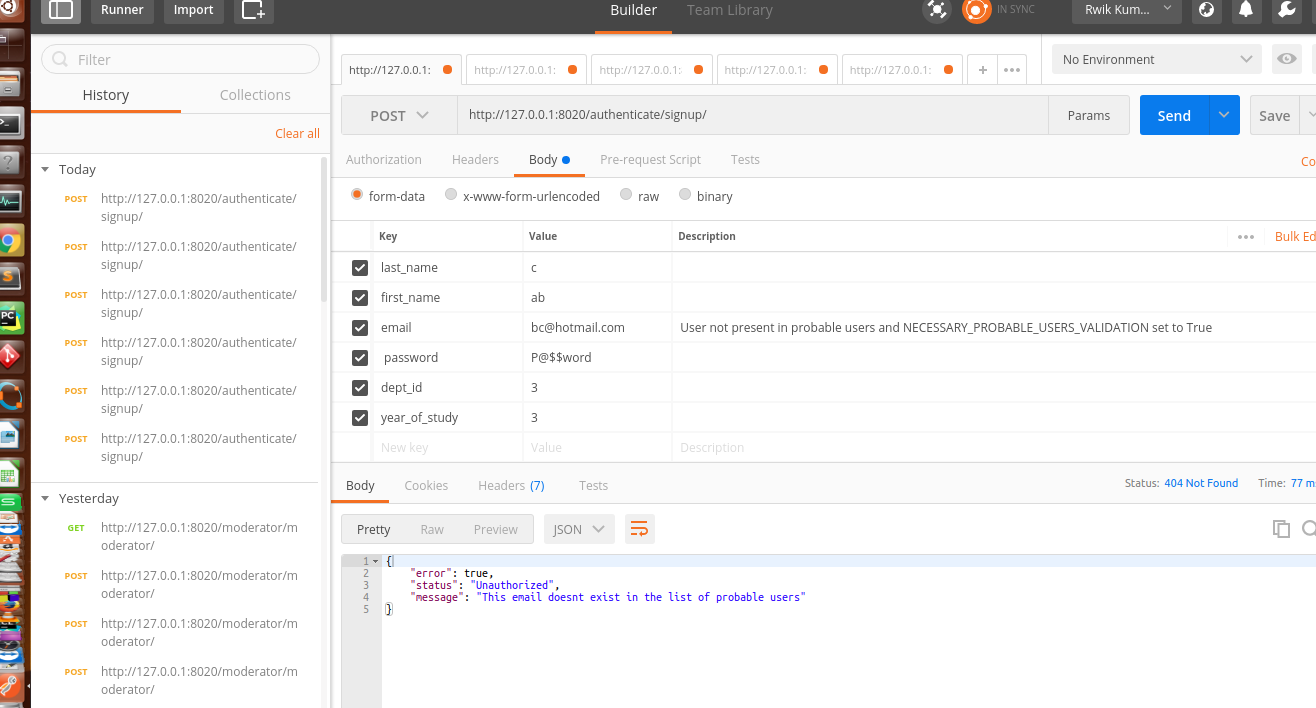 Runner Import Builder Team Library IN SYNC Rwik Kum...
Filter
History Collections
Clear all
Today
POST http://127.0.0.1:8020/authenticate/
signup/
POST http://127.0.0.1:8020/authenticate/
signup/
POST http://127.0.0.1:8020/authenticate/
signup/
POST http://127.0.0.1:8020/authenticate/
signup/
POST http://127.0.0.1:8020/authenticate/
signup/
POST http://127.0.0.1:8020/authenticate/
signup/
Yesterday
GET http://127.0.0.1:8020/moderator/m
oderator/
POST http://127.0.0.1:8020/moderator/m
oderator/
POST http://127.0.0.1:8020/moderator/m
oderator/
POST http://127.0.0.1:8020/moderator/m
oderator/
http://127.0.0.1: http://127.0.0.1: http://127.0.0.1: http://127.0.0.1: http://127.0.0.1: + •••
No Environment
POST http://127.0.0.1:8020/authenticate/signup/ Params Send Save
Authorization Headers Body Pre-request Script Tests Co
form-data x-www-form-urlencoded raw binary
Key Value Description ••• Bulk Ed
last_name c
first_name ab
email bc@hotmail.com User not present in probable users and NECESSARY_PROBABLE_USERS_VALIDATION set to True
password P@$$word
dept_id 3
year_of_study 3
New key Value Description
Body Cookies Headers (7) Tests Status: 404 Not Found Time: 77 ms
Pretty Raw Preview JSON
1 {
2 "error": true,
3 "status": "Unauthorized",
4 "message": "This email doesnt exist in the list of probable users"
5 }